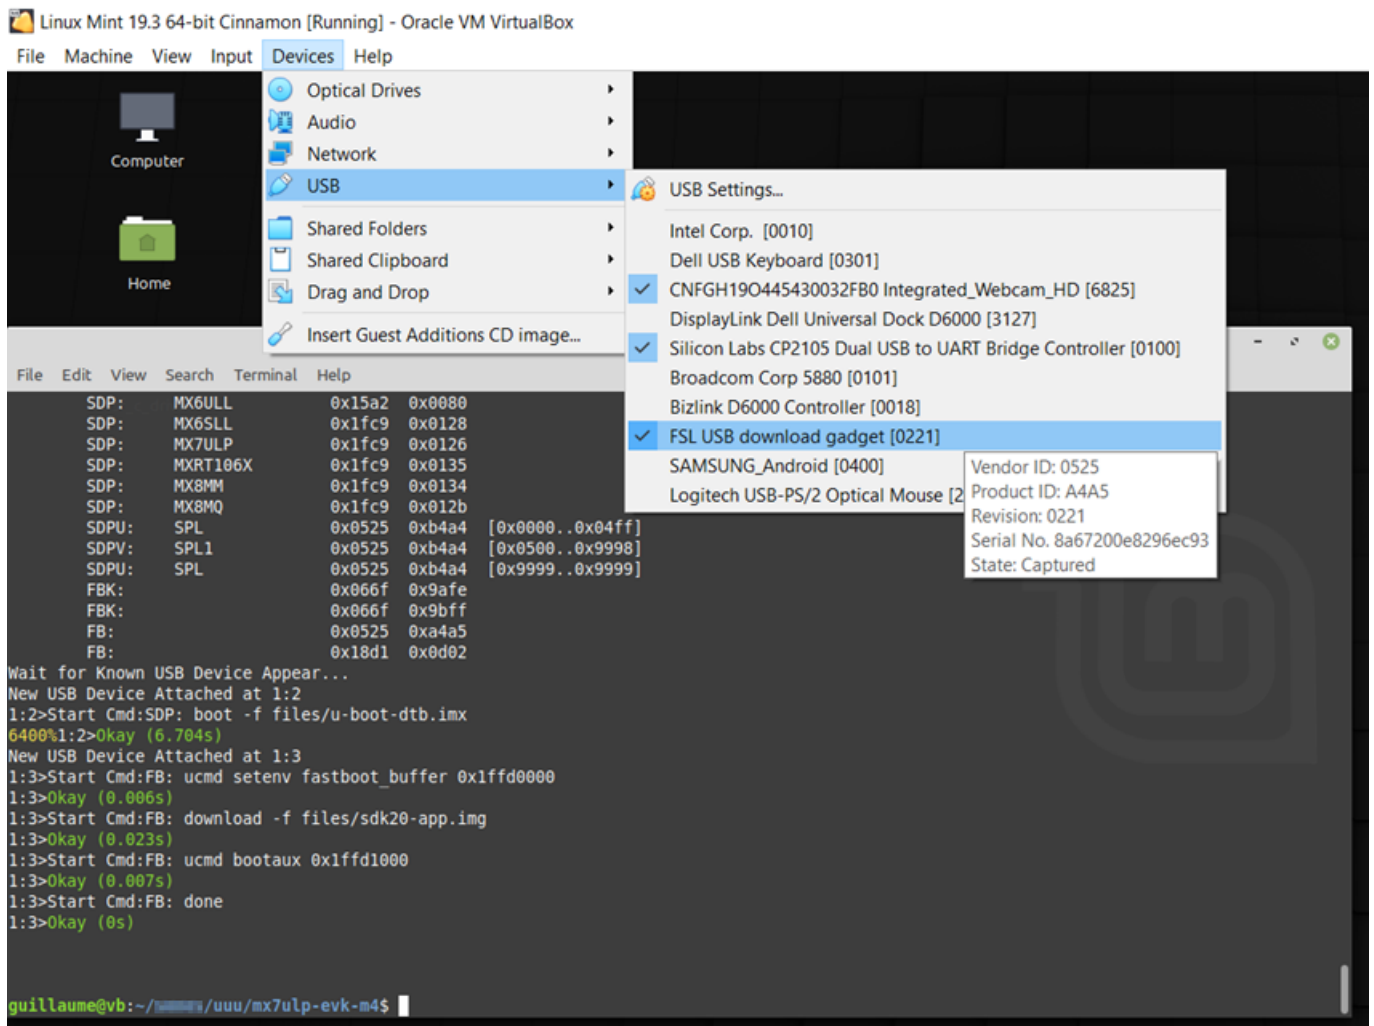 Linux Mint 19.3 64-bit Cinnamon [Running] - Oracle VM VirtualBox
File Machine View Input Devices Help
Optical Drives
Audio
Network
USB
Shared Folders
Shared Clipboard
Drag and Drop
Insert Guest Additions CD image...
USB Settings...
Intel Corp. [0010]
Dell USB Keyboard [0301]
CNFGH19O445430032FB0 Integrated_Webcam_HD [6825]
DisplayLink Dell Universal Dock D6000 [3127]
Silicon Labs CP2105 Dual USB to UART Bridge Controller [0100]
Broadcom Corp 5880 [0101]
Bizlink D6000 Controller [0018]
FSL USB download gadget [0221]
SAMSUNG_Android [0400]
Logitech USB-PS/2 Optical Mouse [2
Vendor ID: 0525
Product ID: A4A5
Revision: 0221
Serial No. 8a67200e8296ec93
State: Captured
Computer
Home
File Edit View Search Terminal Help
SDP: MX6ULL 0x15a2 0x0080
SDP: MX6SLL 0x1fc9 0x0128
SDP: MX7ULP 0x1fc9 0x0126
SDP: MXRT106X 0x1fc9 0x0135
SDP: MX8MM 0x1fc9 0x0134
SDP: MX8MQ 0x1fc9 0x012b
SDPU: SPL 0x0525 0xb4a4 [0x0000..0x04ff]
SDPV: SPL1 0x0525 0xb4a4 [0x0500..0x9998]
SDPU: SPL 0x0525 0xb4a4 [0x9999..0x9999]
FBK: 0x066f 0x9afe
FBK: 0x066f 0x9bff
FB: 0x0525 0xa4a5
FB: 0x18d1 0x0d02
Wait for Known USB Device Appear...
New USB Device Attached at 1:2
1:2>Start Cmd:SDP: boot -f files/u-boot-dtb.imx
6400%1:2>Okay (6.704s)
New USB Device Attached at 1:3
1:3>Start Cmd:FB: ucmd setenv fastboot_buffer 0x1ffd0000
1:3>Okay (0.006s)
1:3>Start Cmd:FB: download -f files/sdk20-app.img
1:3>Okay (0.023s)
1:3>Start Cmd:FB: ucmd bootaux 0x1ffd1000
1:3>Okay (0.007s)
1:3>Start Cmd:FB: done
1:3>Okay (0s)
guillaume@vb:~/ /uuu/mx7ulp-evk-m4$